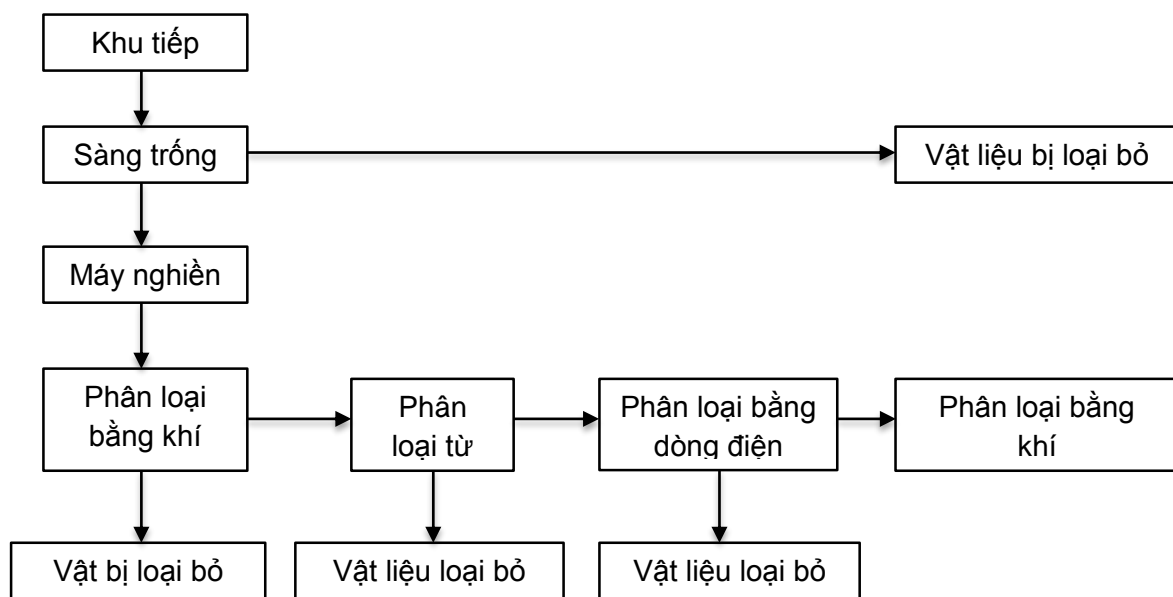 Khu tiếp
Sàng trống
Vật liệu bị loại bỏ
Máy nghiền
Phân loại
bằng khí
Phân
loại từ
Phân loại bằng
dòng điện
Phân loại bằng
khí
Vật bị loại bỏ
Vật liệu loại bỏ
Vật liệu loại bỏ